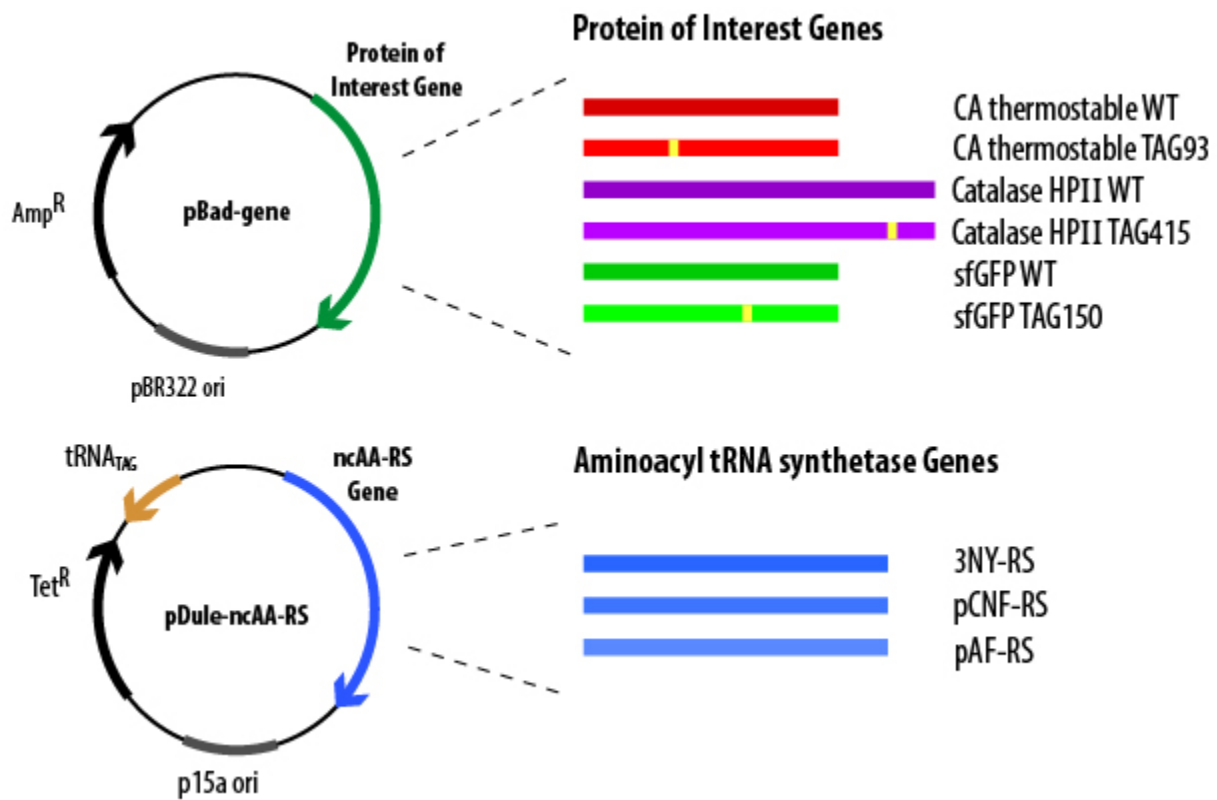 Protein of Interest Genes
Protein of
Interest Gene
CA thermostable WT
CA thermostable TAG93
Amp^R
pBad-gene
Catalase HPII WT
Catalase HPII TAG415
sfGFP WT
sfGFP TAG150
pBR322 ori
tRNA_TAG
ncAA-RS
Gene
Aminoacyl tRNA synthetase Genes
Tet^R
pDule-ncAA-RS
3NY-RS
pCNF-RS
pAF-RS
p15a ori